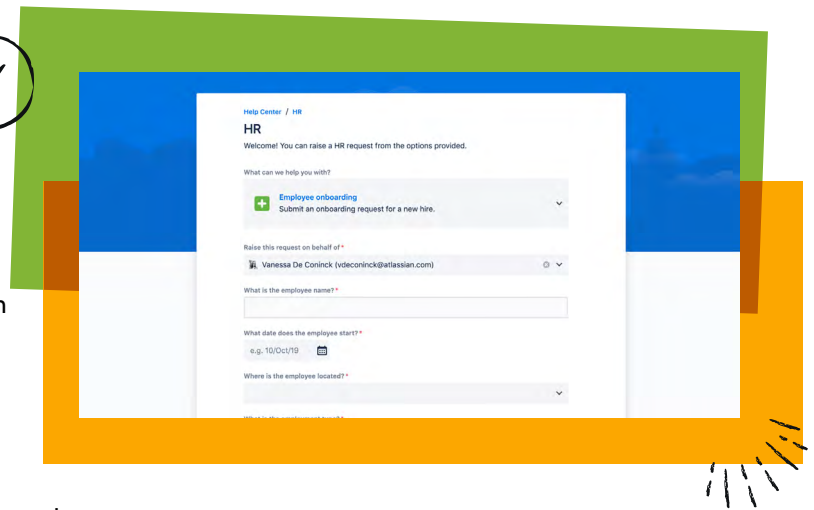 Help Center / HR
HR
Welcome! You can raise a HR request from the options provided.
What can we help you with?
Employee onboarding
Submit an onboarding request for a new hire.
Raise this request on behalf of *
Vanessa De Coninck (vdeconinck@atlassian.com)
What is the employee name? *
What date does the employee start? *
e.g. 10/Oct/19
Where is the employee located? *